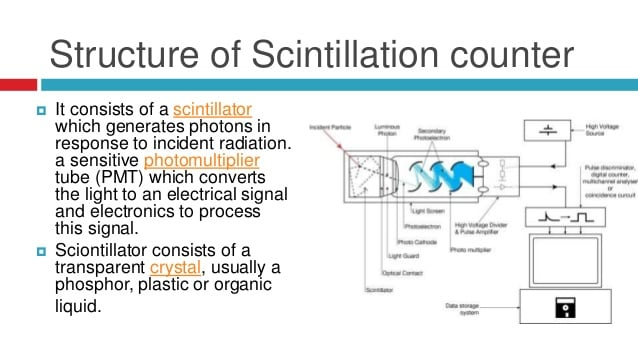 Structure of Scintillation counter
It consists of a scintillator
which generates photons in
response to incident radiation.
a sensitive photomultiplier
tube (PMT) which converts
the light to an electrical signal
and electronics to process
this signal.
Sciontillator consists of a
transparent crystal, usually a
phosphor, plastic or organic
liquid.
Incident Particle
Luminous
Photon
Secondary
Photoelectron
High Voltage
Source
Pulse discriminator,
digital counter,
multichannel analyser
or
coincidence curcuit
Light Screen
Photoelectron
High Voltage Divider
& Pulse Amplifier
Photo Cathode
Photo multiplier
Light Guard
Optical Contact
Scintillator
Data storage
system